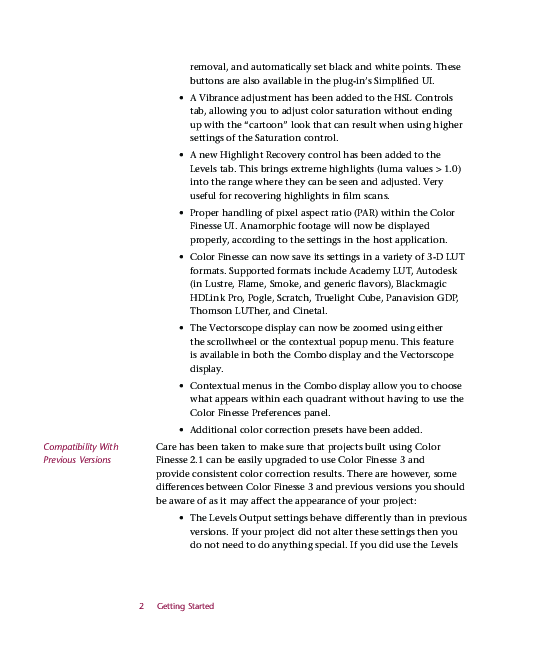 removal, and automatically set black and white points. These
buttons are also available in the plug-in's Simplified UI.
• A Vibrance adjustment has been added to the HSL Controls
tab, allowing you to adjust color saturation without ending
up with the “cartoon” look that can result when using higher
settings of the Saturation control.
• A new Highlight Recovery control has been added to the
Levels tab. This brings extreme highlights (luma values > 1.0)
into the range where they can be seen and adjusted. Very
useful for recovering highlights in film scans.
• Proper handling of pixel aspect ratio (PAR) within the Color
Finesse UI. Anamorphic footage will now be displayed
properly, according to the settings in the host application.
• Color Finesse can now save its settings in a variety of 3-D LUT
formats. Supported formats include Academy LUT, Autodesk
(in Lustre, Flame, Smoke, and generic flavors), Blackmagic
HDLink Pro, Pogle, Scratch, Truelight Cube, Panavision GDP,
Thomson LUTher, and Cinetal.
• The Vectorscope display can now be zoomed using either
the scrollwheel or the contextual popup menu. This feature
is available in both the Combo display and the Vectorscope
display.
• Contextual menus in the Combo display allow you to choose
what appears within each quadrant without having to use the
Color Finesse Preferences panel.
• Additional color correction presets have been added.
Compatibility With
Previous Versions
Care has been taken to make sure that projects built using Color
Finesse 2.1 can be easily upgraded to use Color Finesse 3 and
provide consistent color correction results. There are however, some
differences between Color Finesse 3 and previous versions you should
be aware of as it may affect the appearance of your project:
• The Levels Output settings behave differently than in previous
versions. If your project did not alter these settings then you
do not need to do anything special. If you did use the Levels
2 Getting Started